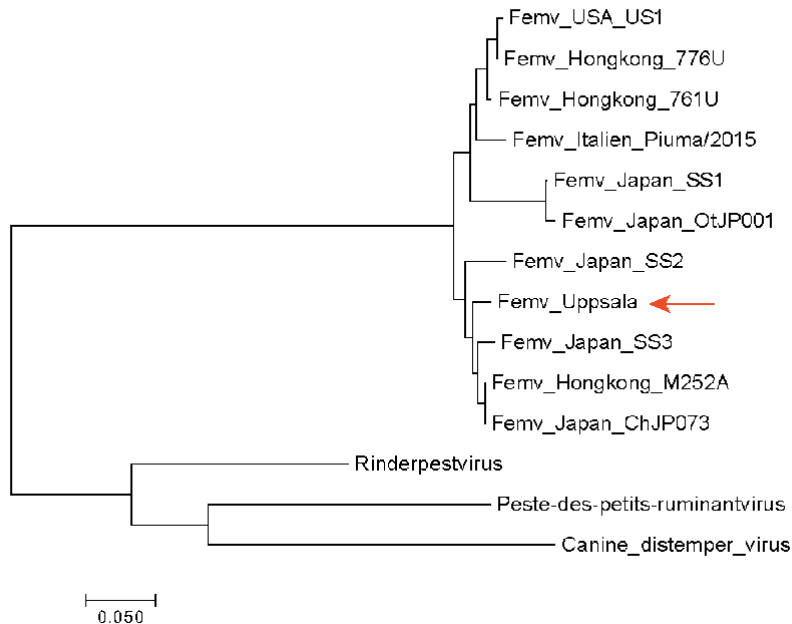 Femv_USA_US1
Femv_Hongkong_776U
Femv_Hongkong_761U
Femv_Italien_Piuma/2015
Femv_Japan_SS1
Femv_Japan_OtJP001
Femv_Japan_SS2
Femv_Uppsala
Femv_Japan_SS3
Femv_Hongkong_M252A
Femv_Japan_ChJP073
Rinderpestvirus
Peste-des-petits-ruminantvirus
Canine_distemper_virus
0.050